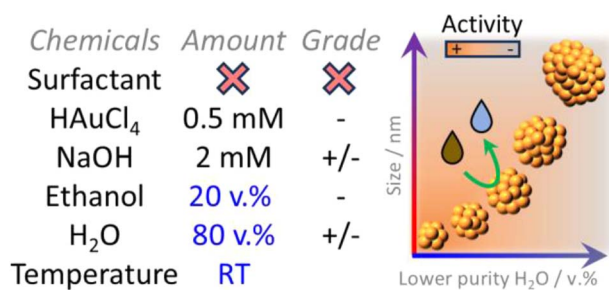 Chemicals Amount Grade
Surfactant
HAuCl₄ 0.5 mM -
NaOH 2 mM +/-
Ethanol 20 v.% -
H₂O 80 v.% +/-
Temperature RT
Activity
+ -
Size / nm
Lower purity H₂O / v.%